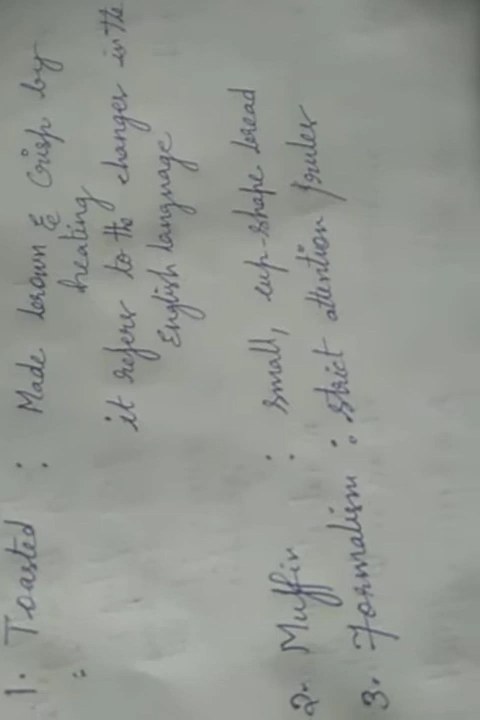 1. Toasted : Made brown & Crisp by
heating
" it refers to the changes in the
English language
2. Muffin : small, cup-shape bread
3. Formalism : strict attention / rules